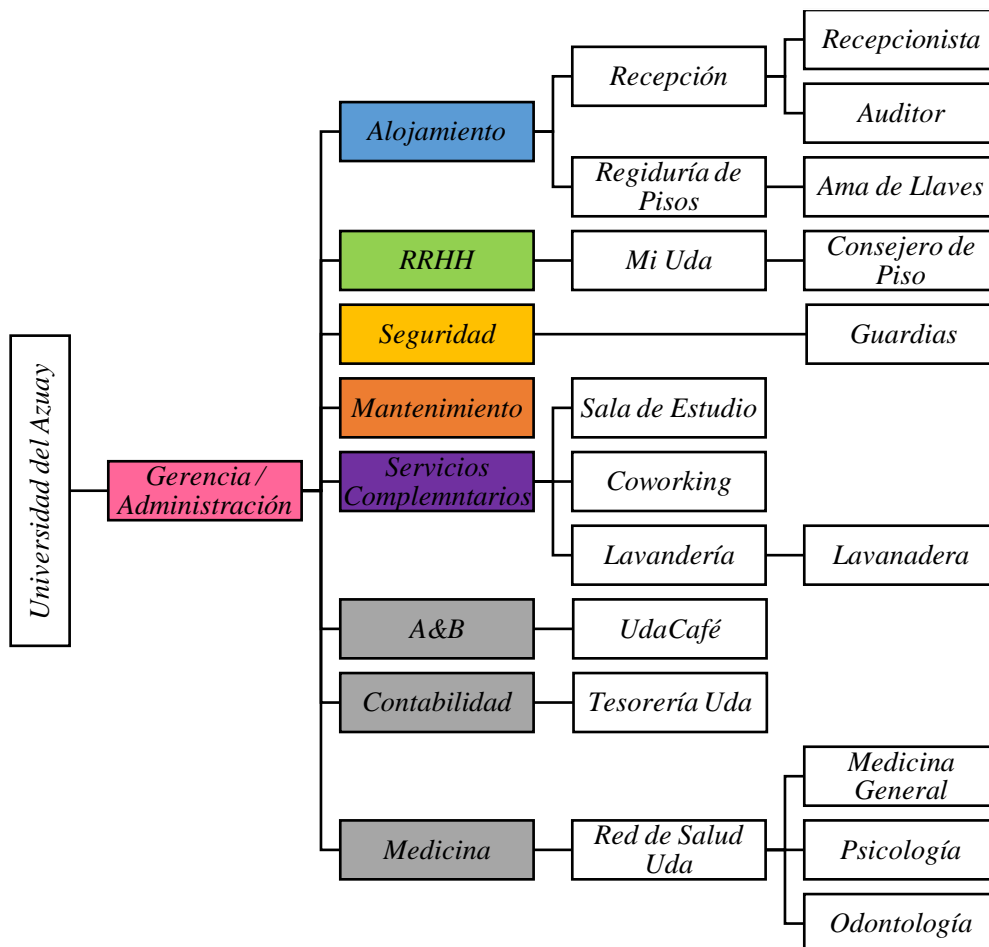 Universidad del Azuay
Gerencia /
Administración
Alojamiento
Recepción
Recepcionista
Auditor
Regiduría de
Pisos
Ama de Llaves
RRHH
Mi Uda
Consejero de
Piso
Seguridad
Guardias
Mantenimiento
Servicios
Complemntarios
Sala de Estudio
Coworking
Lavandería
Lavanadera
A&B
UdaCafé
Contabilidad
Tesorería Uda
Medicina
Red de Salud
Uda
Medicina
General
Psicología
Odontología